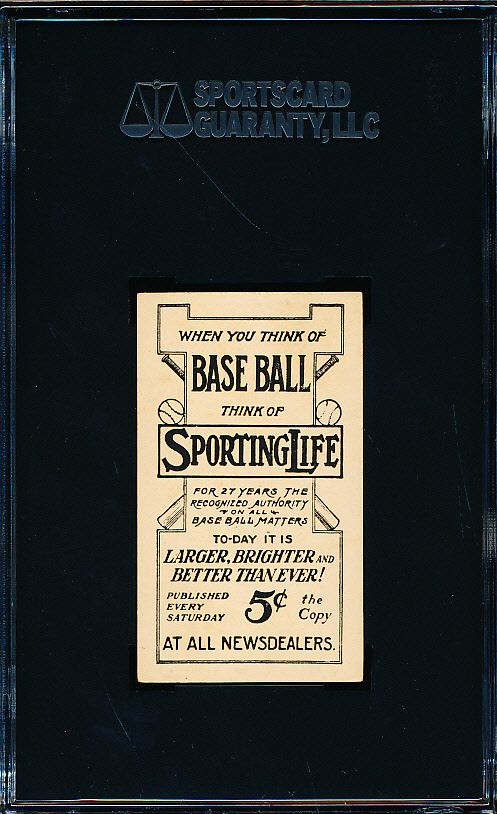 SPORTSCARD
GUARANTY, LLC
WHEN YOU THINK OF
BASE BALL
THINK OF
SPORTING LIFE
FOR 27 YEARS THE
RECOGNIZED AUTHORITY
ON ALL
BASE BALL MATTERS
TO-DAY IT IS
LARGER, BRIGHTER AND
BETTER THAN EVER!
PUBLISHED
EVERY
SATURDAY
5¢ the
Copy
AT ALL NEWSDEALERS.